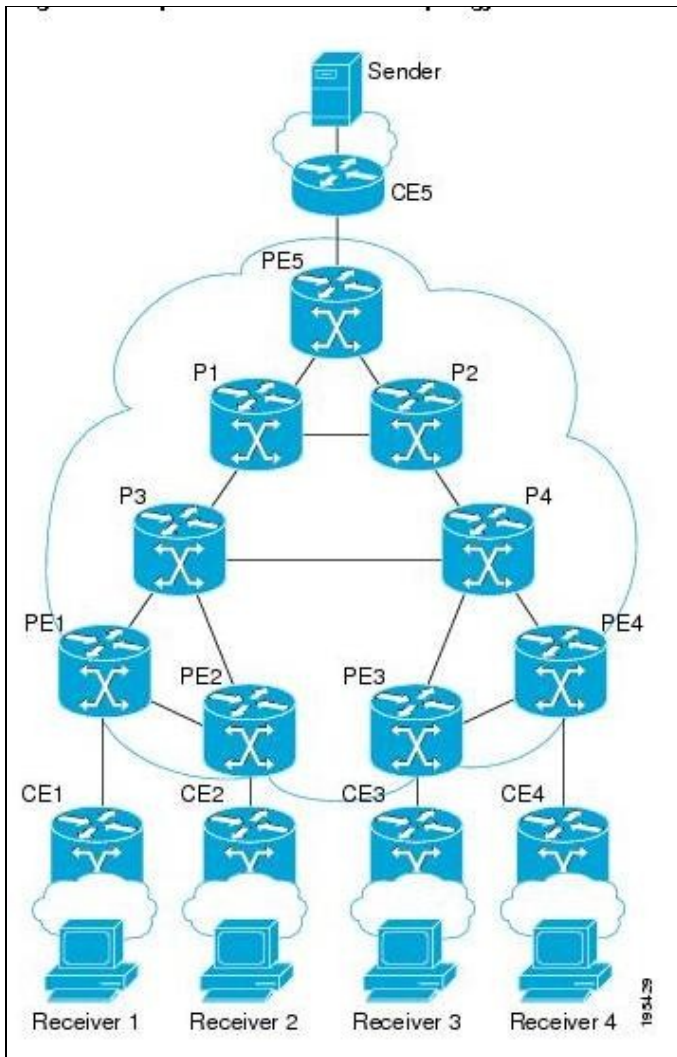 Sender
CE5
PE5
P1
P2
P3
P4
PE1
PE4
PE2
PE3
CE1
CE2
CE3
CE4
Receiver 1
Receiver 2
Receiver 3
Receiver 4
195429